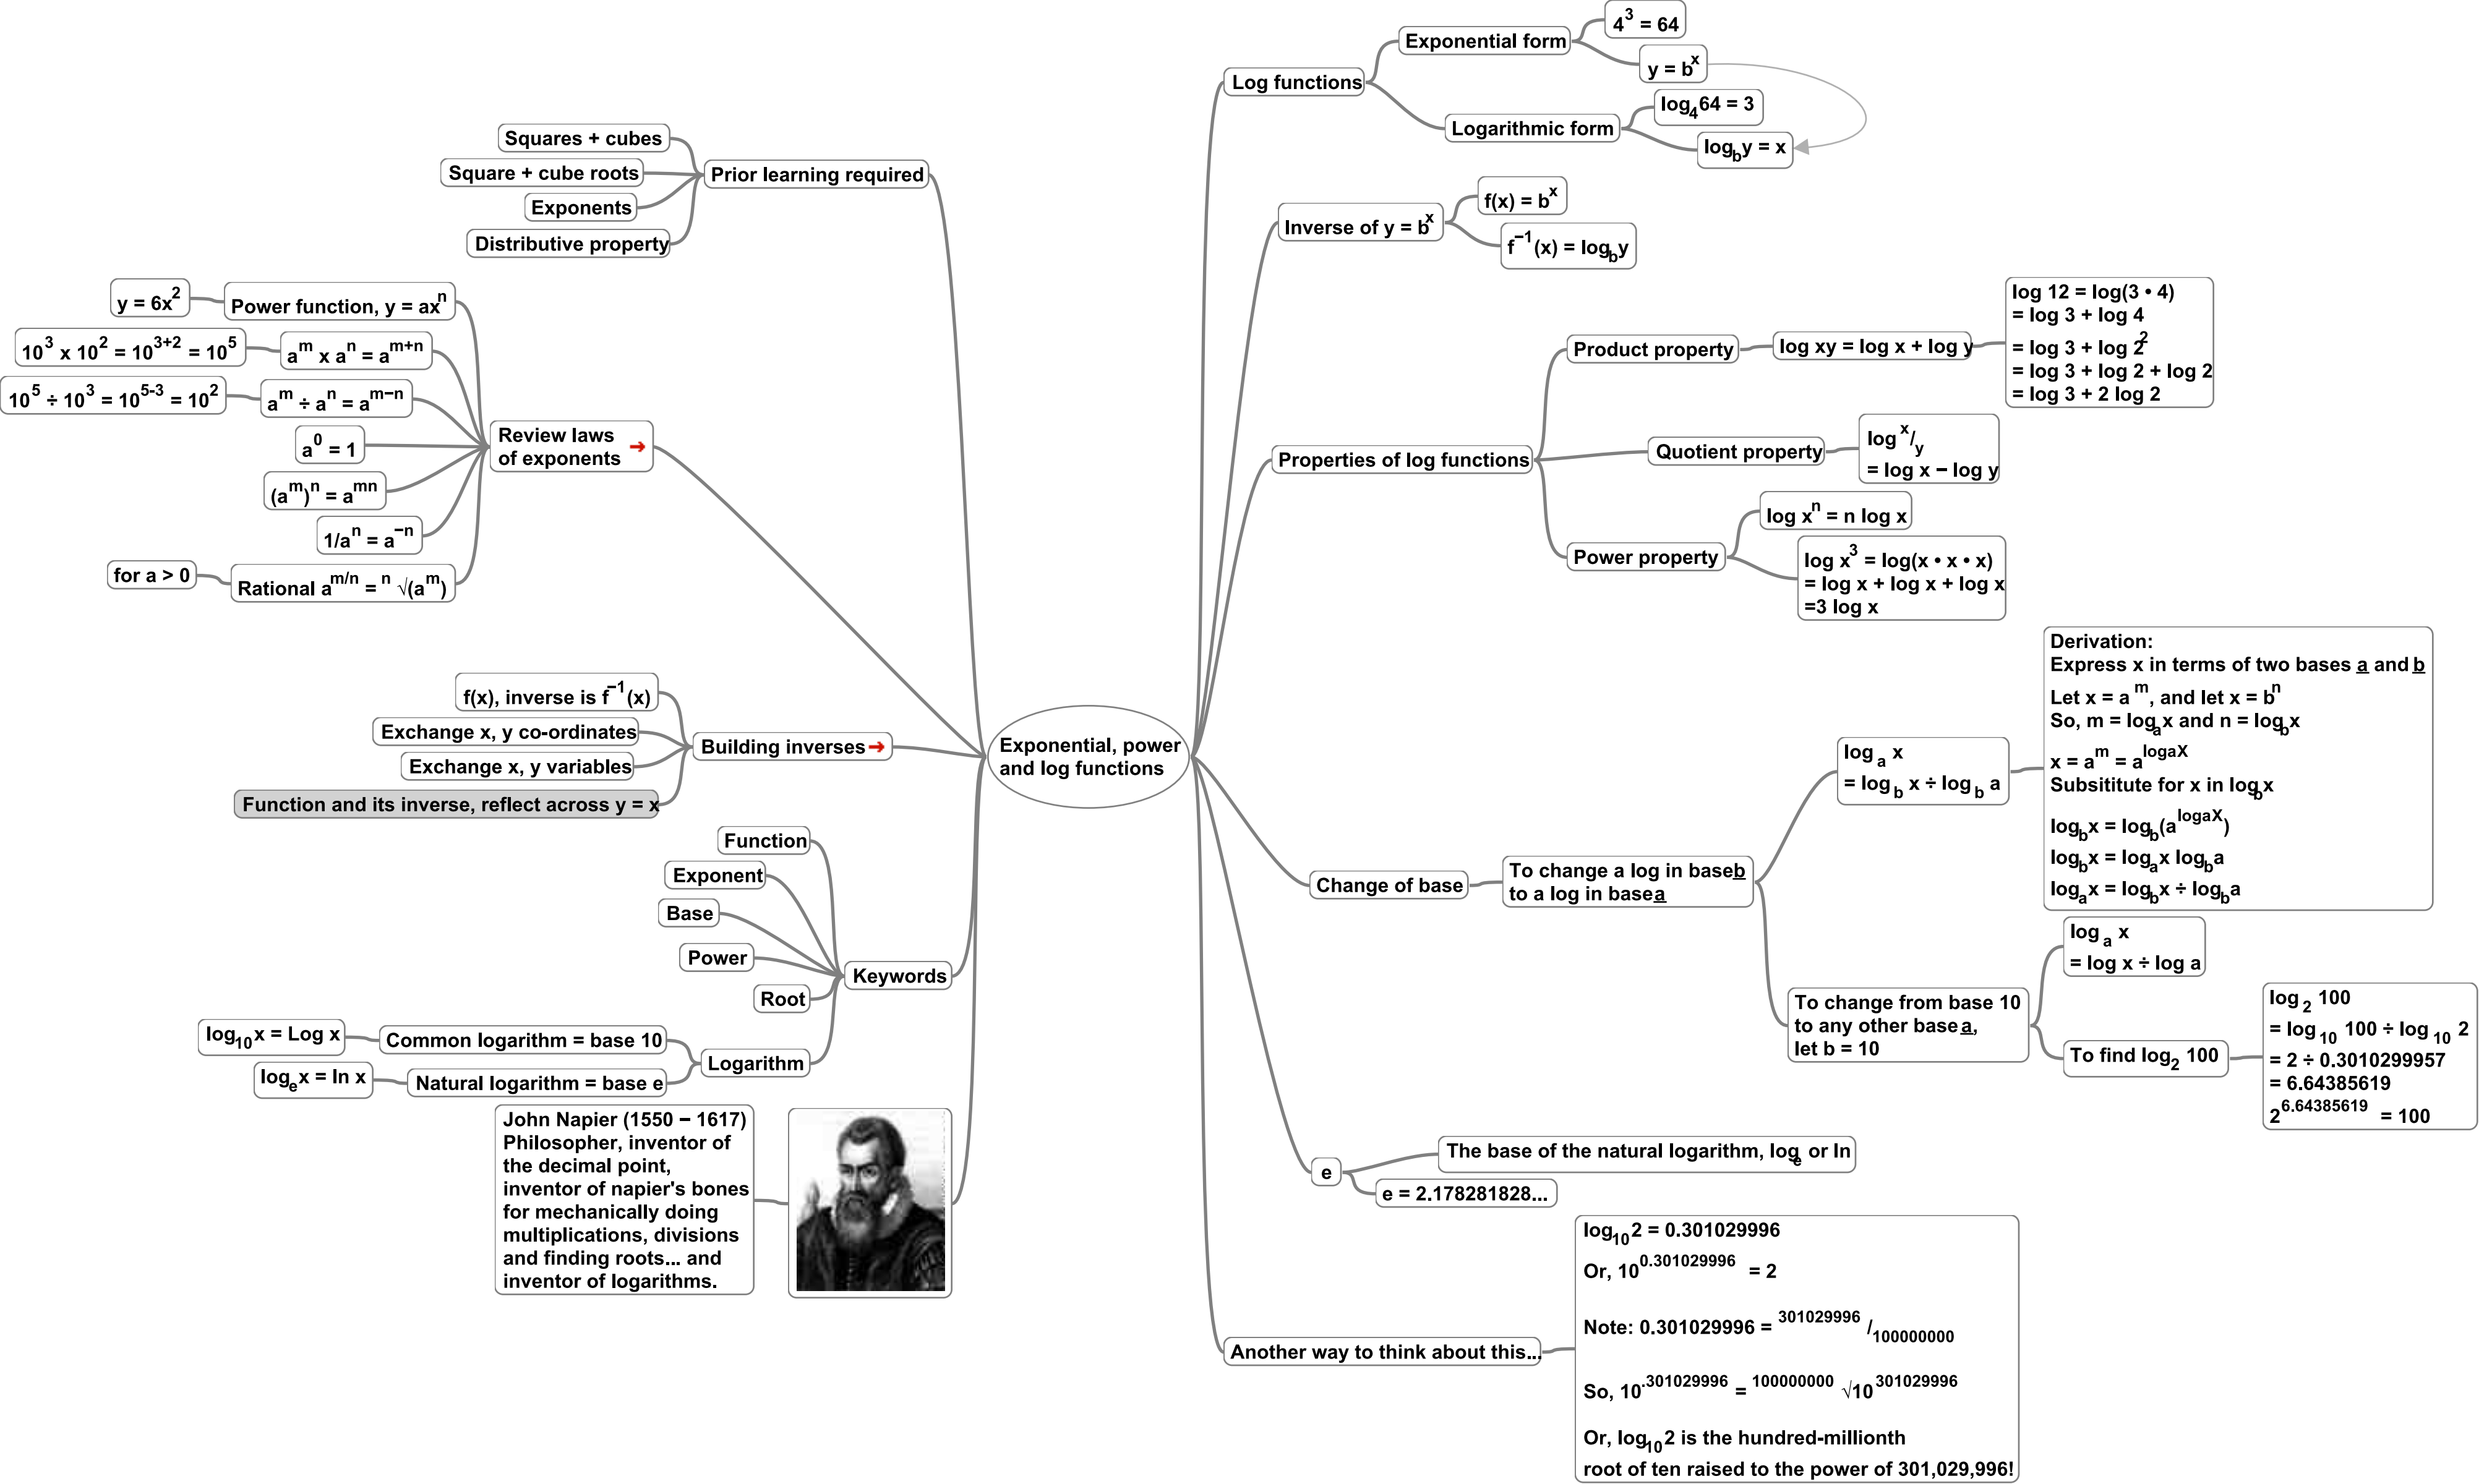 Exponential, power
and log functions
Prior learning required
Squares + cubes
Square + cube roots
Exponents
Distributive property
Review laws
of exponents
Power function, y = axⁿ
y = 6x²
aᵐ x aⁿ = aᵐ⁺ⁿ
10³ x 10² = 10³⁺² = 10⁵
aᵐ ÷ aⁿ = aᵐ⁻ⁿ
10⁵ ÷ 10³ = 10⁵⁻³ = 10²
a⁰ = 1
(aᵐ)ⁿ = aᵐⁿ
1/aⁿ = a⁻ⁿ
Rational a^m/n = ⁿ √(aᵐ)
for a > 0
Building inverses
f(x), inverse is f⁻¹(x)
Exchange x, y co-ordinates
Exchange x, y variables
Function and its inverse, reflect across y = x
Keywords
Function
Exponent
Base
Power
Root
Logarithm
Common logarithm = base 10
log₁₀x = Log x
Natural logarithm = base e
logₑx = ln x
John Napier (1550 – 1617)
Philosopher, inventor of
the decimal point,
inventor of napier's bones
for mechanically doing
multiplications, divisions
and finding roots... and
inventor of logarithms.
Log functions
Exponential form
4³ = 64
y = bˣ
Logarithmic form
log₄64 = 3
log_b y = x
Inverse of y = bˣ
f(x) = bˣ
f⁻¹(x) = log_b y
Properties of log functions
Product property
log xy = log x + log y
log 12 = log(3 • 4)
= log 3 + log 4
= log 3 + log 2²
= log 3 + log 2 + log 2
= log 3 + 2 log 2
Quotient property
log ˣ/y
= log x – log y
Power property
log xⁿ = n log x
log x³ = log(x • x • x)
= log x + log x + log x
=3 log x
Change of base
To change a log in base b
to a log in base a
log_a x
= log_b x ÷ log_b a
Derivation:
Express x in terms of two bases a and b
Let x = a ᵐ, and let x = bⁿ
So, m = log_a x and n = log_b x
x = aᵐ = a^logaX
Subsititute for x in log_b x
log_b x = log_b(a^logaX)
log_b x = log_a x log_b a
log_a x = log_b x ÷ log_b a
To change from base 10
to any other base a,
let b = 10
log_a x
= log x ÷ log a
To find log₂ 100
log₂ 100
= log₁₀ 100 ÷ log₁₀ 2
= 2 ÷ 0.3010299957
= 6.64385619
2^6.64385619 = 100
e
The base of the natural logarithm, logₑ or ln
e = 2.178281828...
Another way to think about this...
log₁₀2 = 0.301029996
Or, 10^0.301029996 = 2
Note: 0.301029996 = 301029996 /100000000
So, 10^.301029996 = ^100000000 √10^301029996
Or, log₁₀2 is the hundred-millionth
root of ten raised to the power of 301,029,996!